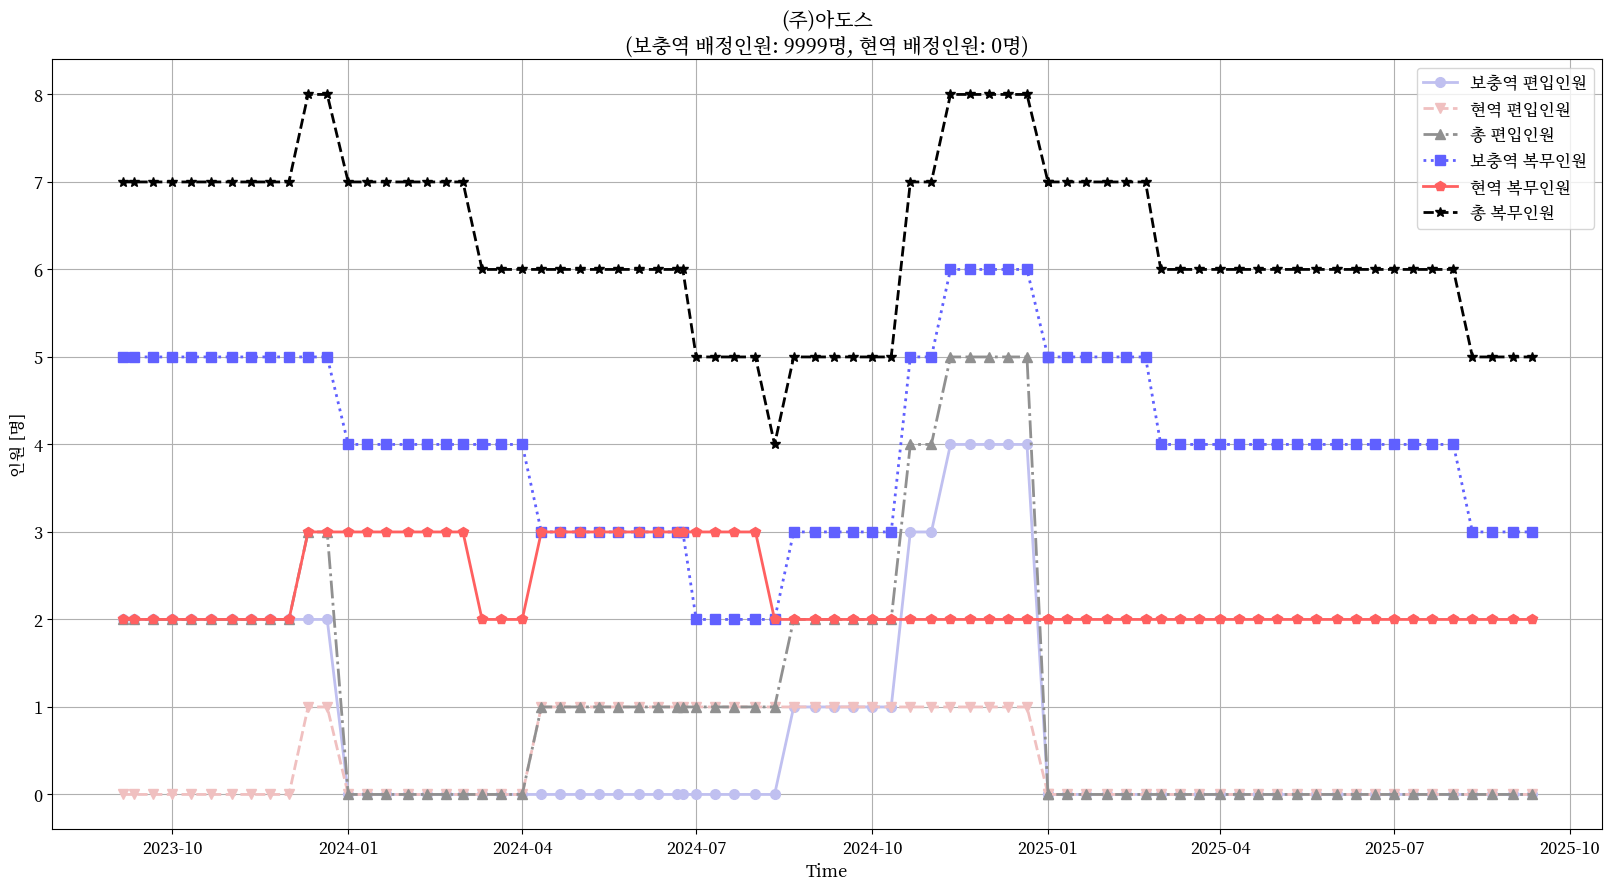 (주)아도스
(보충역 배정인원: 9999명, 현역 배정인원: 0명)
보충역 편입인원
현역 편입인원
총 편입인원
보충역 복무인원
현역 복무인원
총 복무인원
인원 [명]
8
7
6
5
4
3
2
1
0
2023-10 2024-01 2024-04 2024-07 2024-10 2025-01 2025-04 2025-07 2025-10
Time